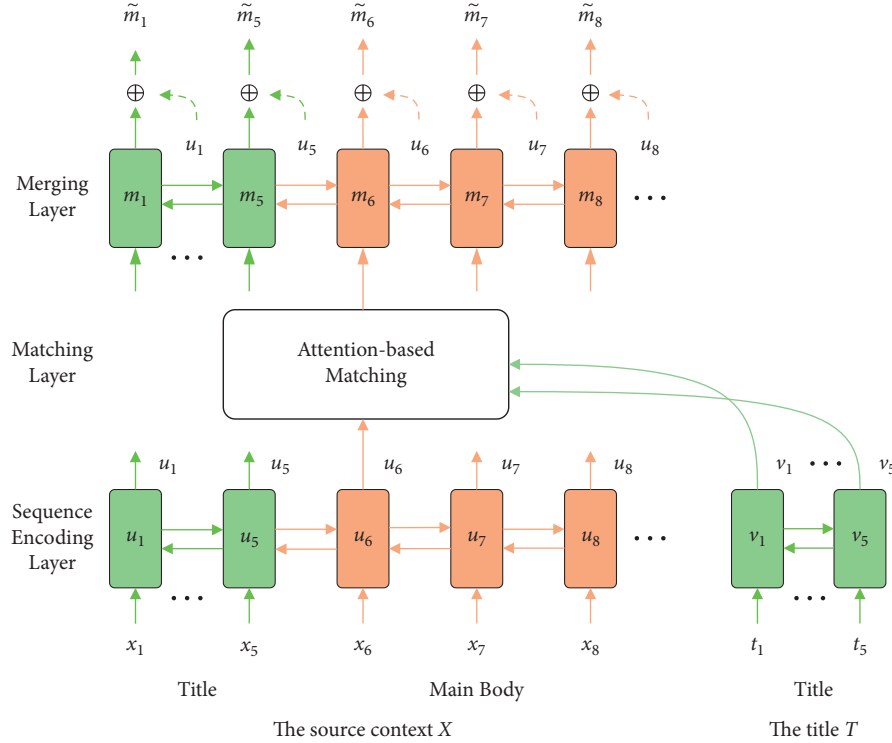 m̃₁ m̃₅ m̃₆ m̃₇ m̃₈
⊕ ⊕ ⊕ ⊕ ⊕
u₁ u₅ u₆ u₇ u₈
Merging
Layer
m₁ m₅ m₆ m₇ m₈ • • •
• • •
Matching
Layer
Attention-based
Matching
u₁ u₅ u₆ u₇ u₈ v₁ • • • v₅
Sequence
Encoding
Layer
u₁ u₅ u₆ u₇ u₈ • • • v₁ v₅
• • • • • •
x₁ x₅ x₆ x₇ x₈ t₁ t₅
Title Main Body Title
The source context X The title T